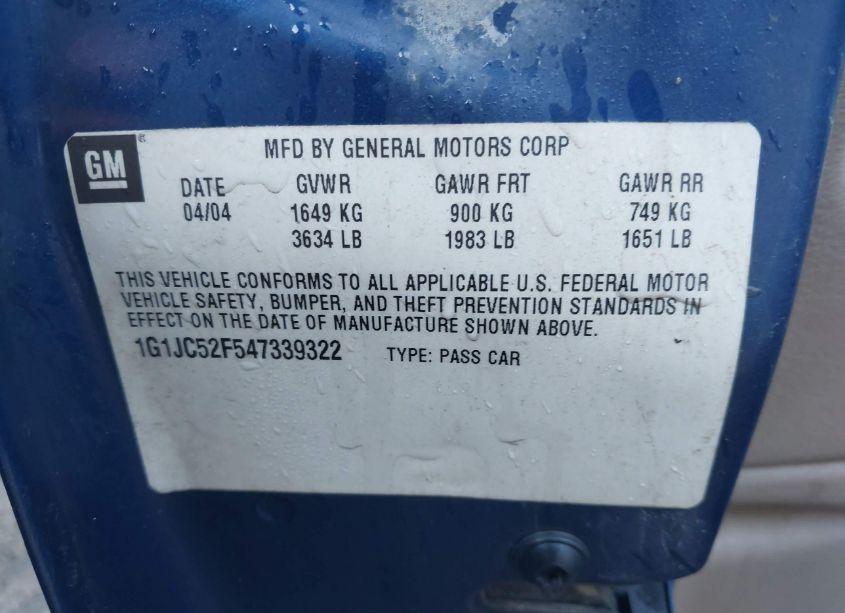 GM
MFD BY GENERAL MOTORS CORP
DATE GVWR GAWR FRT GAWR RR
04/04 1649 KG 900 KG 749 KG
3634 LB 1983 LB 1651 LB
THIS VEHICLE CONFORMS TO ALL APPLICABLE U.S. FEDERAL MOTOR
VEHICLE SAFETY, BUMPER, AND THEFT PREVENTION STANDARDS IN
EFFECT ON THE DATE OF MANUFACTURE SHOWN ABOVE.
1G1JC52F547339322 TYPE: PASS CAR